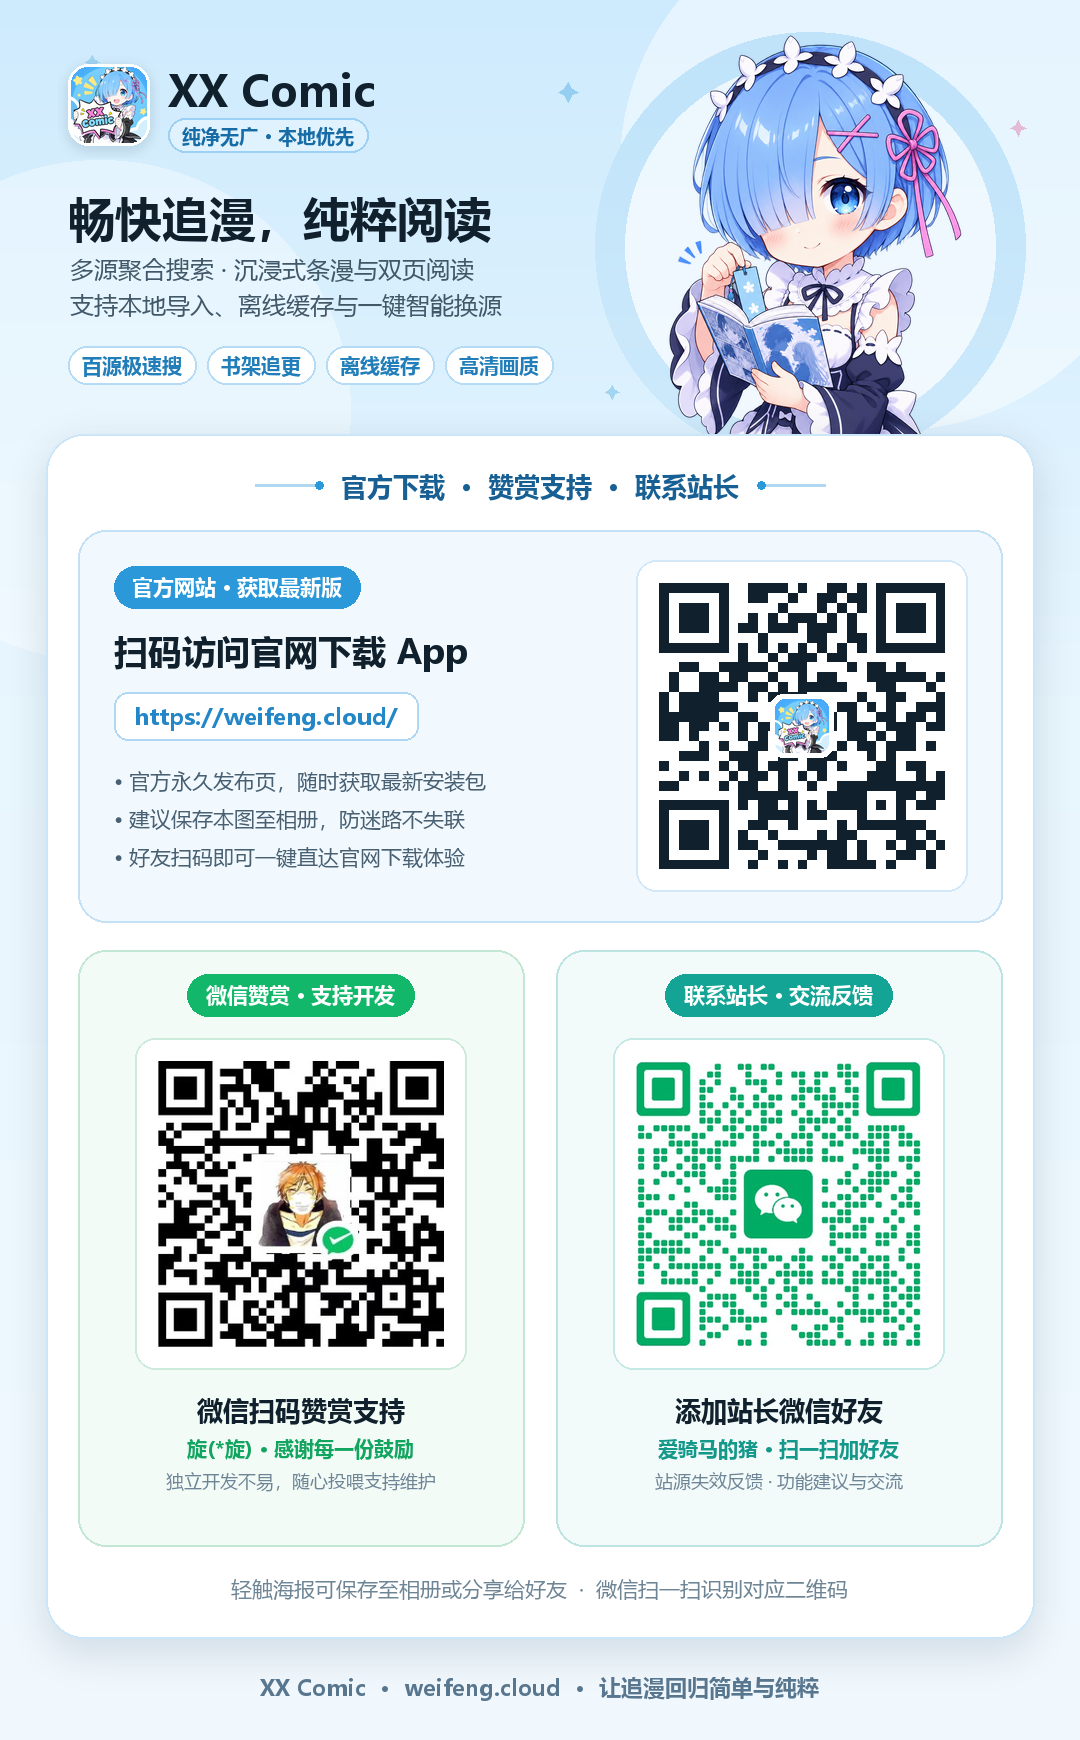 XX Comic
纯净无广·本地优先
畅快追漫，纯粹阅读
多源聚合搜索·沉浸式条漫与双页阅读
支持本地导入、离线缓存与一键智能换源
百源极速搜 书架追更 离线缓存 高清画质
官方下载 • 赞赏支持 • 联系站长
官方网站·获取最新版
扫码访问官网下载 App
https://weifeng.cloud/
• 官方永久发布页，随时获取最新安装包
• 建议保存本图至相册，防迷路不失联
• 好友扫码即可一键直达官网下载体验
XX Comic
微信赞赏·支持开发
微信扫码赞赏支持
旋(*旋)·感谢每一份鼓励
独立开发不易，随心投喂支持维护
联系站长·交流反馈
添加站长微信好友
爱骑马的猪·扫一扫加好友
站源失效反馈·功能建议与交流
轻触海报可保存至相册或分享给好友 · 微信扫一扫识别对应二维码
XX Comic • weifeng.cloud • 让追漫回归简单与纯粹